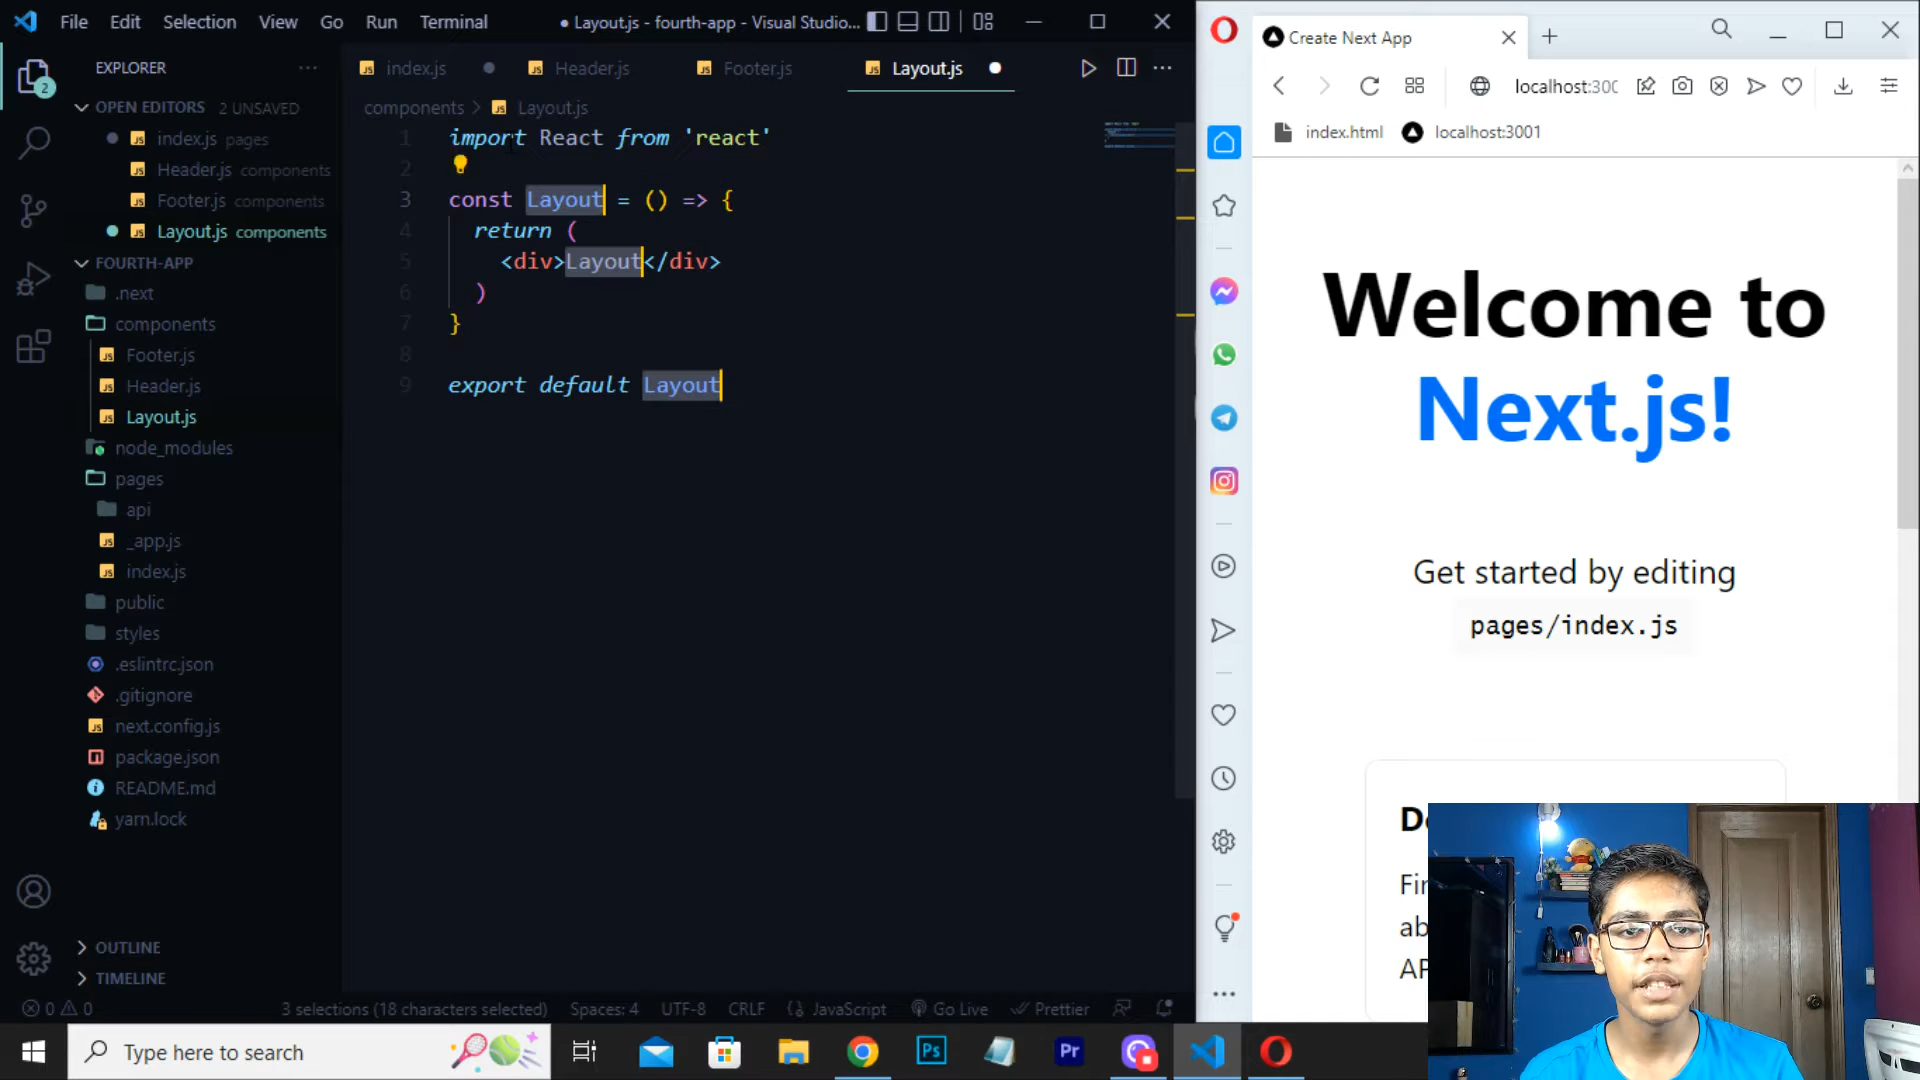 File Edit Selection View Go Run Terminal
● Layout.js - fourth-app - Visual Studio...
EXPLORER
OPEN EDITORS 2 UNSAVED
index.js pages
Header.js components
Footer.js components
Layout.js components
FOURTH-APP
.next
components
Footer.js
Header.js
Layout.js
node_modules
pages
api
_app.js
index.js
public
styles
.eslintrc.json
.gitignore
next.config.js
package.json
README.md
yarn.lock
OUTLINE
TIMELINE
2
index.js
Header.js
Footer.js
Layout.js
components > Layout.js
1 import React from 'react'
2
3 const Layout = () => {
4 return (
5 <div>Layout</div>
6 )
7 }
8
9 export default Layout
0 0
3 selections (18 characters selected) Spaces: 4 UTF-8 CRLF {} JavaScript Go Live Prettier
Create Next App
localhost:300
index.html localhost:3001
Welcome to
Next.js!
Get started by editing
pages/index.js
Type here to search
Ps
Pr